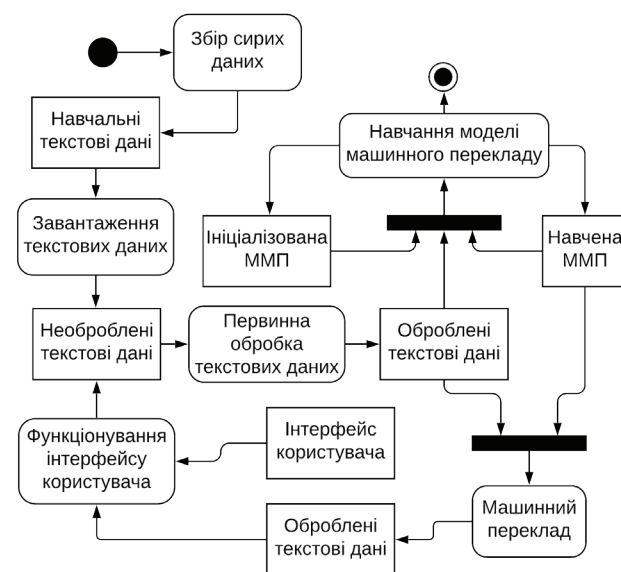 Збір сирих
даних
Навчальні
текстові дані
Навчання моделі
машинного перекладу
Завантаження
текстових даних
Ініціалізована
ММП
Навчена
ММП
Необроблені
текстові дані
Первинна
обробка
текстових даних
Оброблені
текстові дані
Функціонування
інтерфейсу
користувача
Інтерфейс
користувача
Оброблені
текстові дані
Машинний
переклад